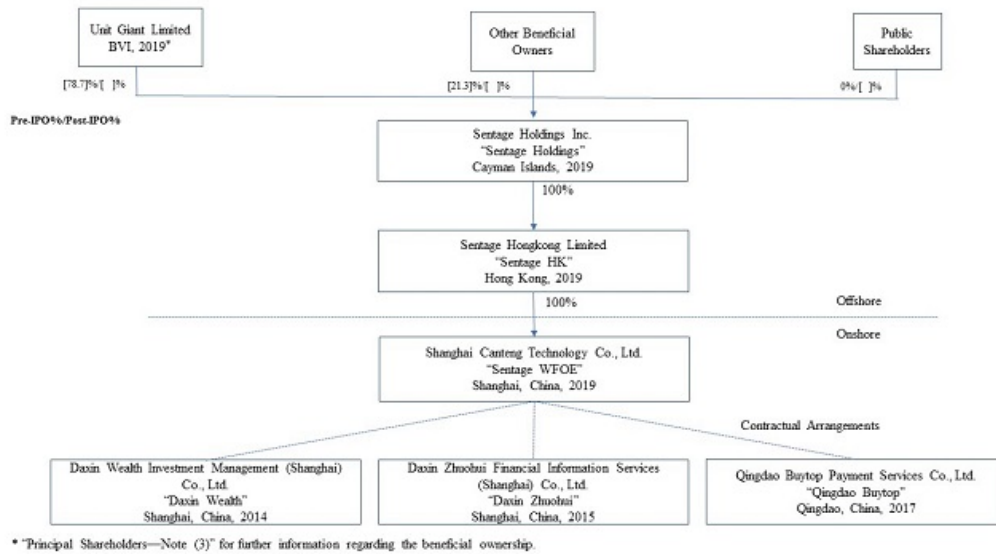 Unit Giant Limited
BVI, 2019*
Other Beneficial
Owners
Public
Shareholders
[78.7]%/[ ]%
[21.3]%/[ ]%
0%/[ ]%
Pre-IPO%/Post-IPO%
Sentage Holdings Inc.
“Sentage Holdings”
Cayman Islands, 2019
100%
Sentage Hongkong Limited
“Sentage HK”
Hong Kong, 2019
100%
Offshore
Onshore
Shanghai Canteng Technology Co., Ltd.
“Sentage WFOE”
Shanghai, China, 2019
Contractual Arrangements
Daxin Wealth Investment Management (Shanghai)
Co., Ltd.
“Daxin Wealth”
Shanghai, China, 2014
Daxin Zhuohui Financial Information Services
(Shanghai) Co., Ltd.
“Daxin Zhuohui”
Shanghai, China, 2015
Qingdao Buytop Payment Services Co., Ltd.
“Qingdao Buytop”
Qingdao, China, 2017
* “Principal Shareholders—Note (3)” for further information regarding the beneficial ownership.